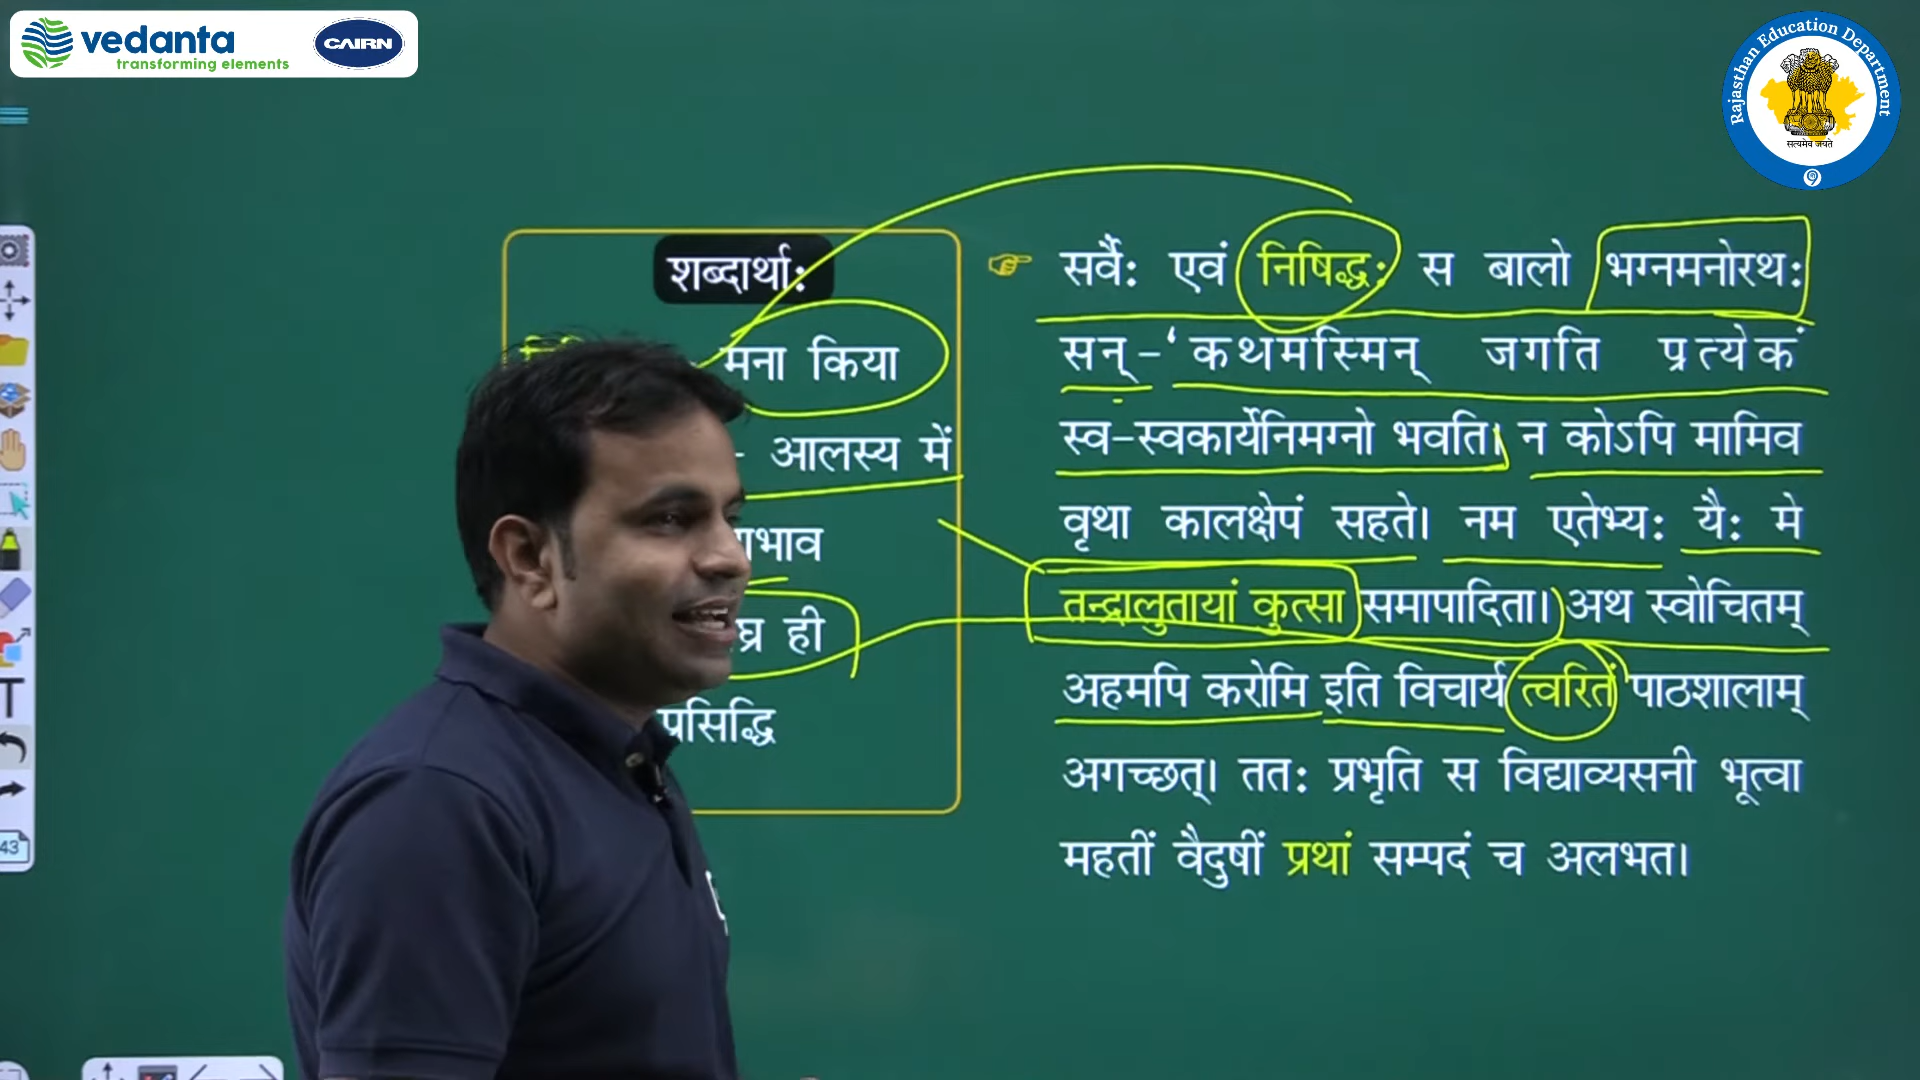 vedanta
transforming elements
CAIRN
Rajasthan Education Department
सत्यमेव जयते
शब्दार्थाः
मना किया
- आलस्य में
भाव
ही
प्रसिद्धि
सर्वैः एवं निषिद्धः स बालो भग्नमनोरथः
सन्-‘कथमस्मिन् जगति प्रत्येकं
स्व-स्वकार्येनिमग्नो भवति। न कोऽपि मामिव
वृथा कालक्षेपं सहते। नम एतेभ्यः यैः मे
तन्द्रालुतायां कुत्सा समापादिता। अथ स्वोचितम्
अहमपि करोमि इति विचार्य त्वरितं पाठशालाम्
अगच्छत्। ततः प्रभृति स विद्याव्यसनी भूत्वा
महतीं वैदुषीं प्रथां सम्पदं च अलभत।
T
43